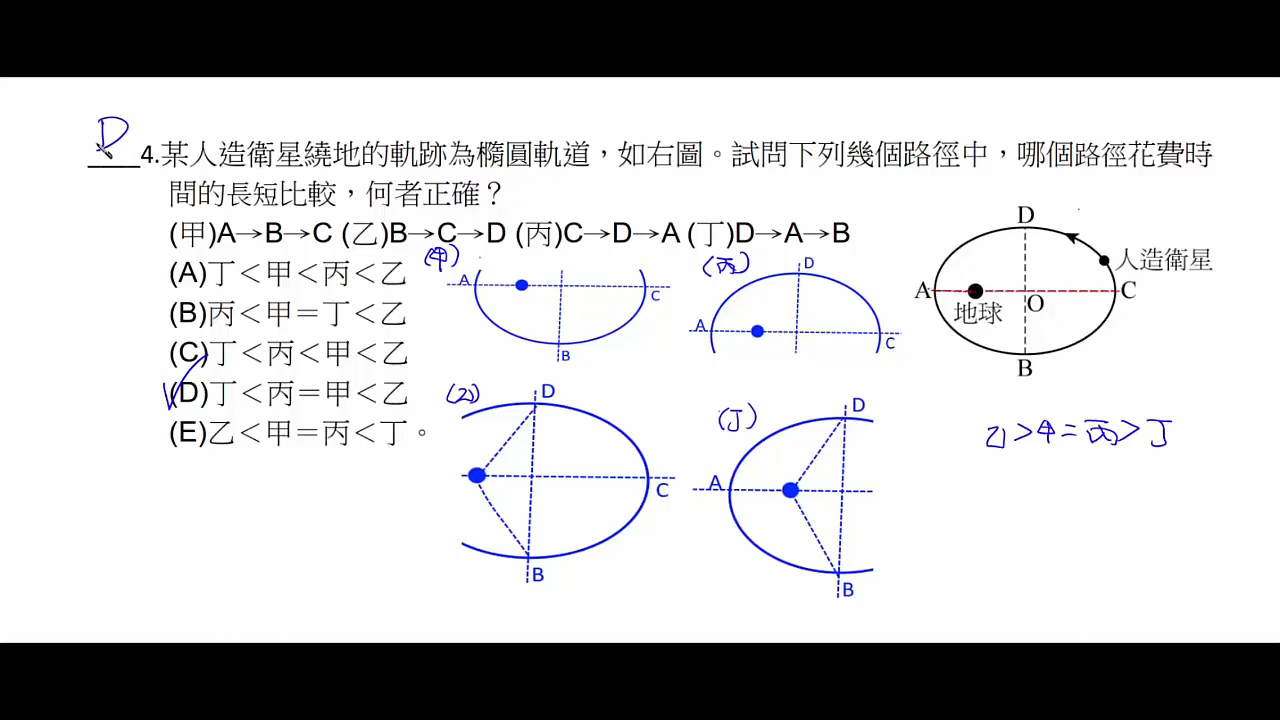 D
4.某人造衛星繞地的軌跡為橢圓軌道，如右圖。試問下列幾個路徑中，哪個路徑花費時
間的長短比較，何者正確？
(甲)A→B→C (乙)B→C→D (丙)C→D→A (丁)D→A→B
(A)丁＜甲＜丙＜乙
(B)丙＜甲＝丁＜乙
(C)丁＜丙＜甲＜乙
(D)丁＜丙＝甲＜乙
(E)乙＜甲＝丙＜丁。
(甲)
A
C
B
(丙)
D
A
C
D
人造衛星
A
地球
O
C
B
(乙)
D
C
B
(丁)
D
A
B
乙>甲=丙>丁